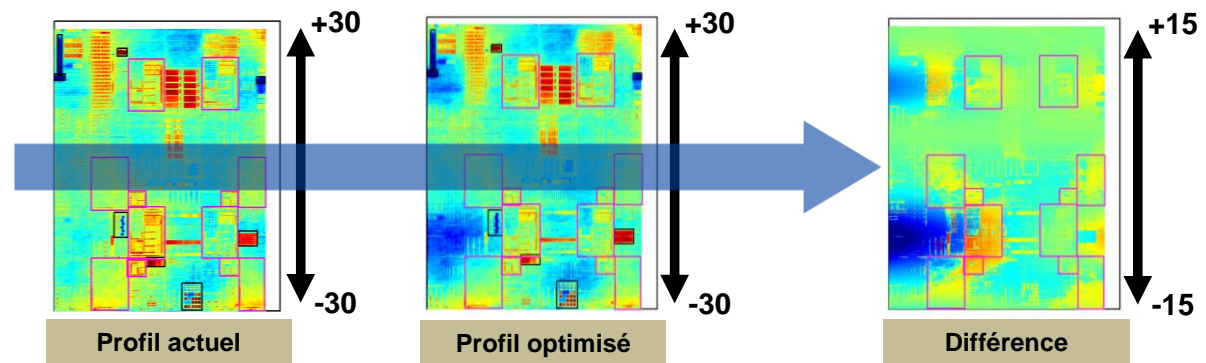 +30
+30
+15
-30
-30
-15
Profil actuel
Profil optimisé
Différence